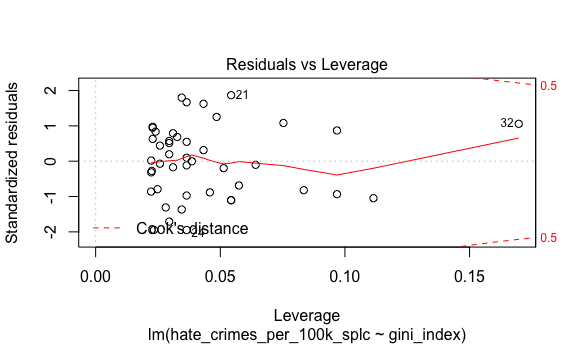 Residuals vs Leverage
Standardized residuals
2
1
0
-1
-2
21
32
24
0.5
0.5
Cook's distance
0.00
0.05
0.10
0.15
Leverage
lm(hate_crimes_per_100k_splc ~ gini_index)